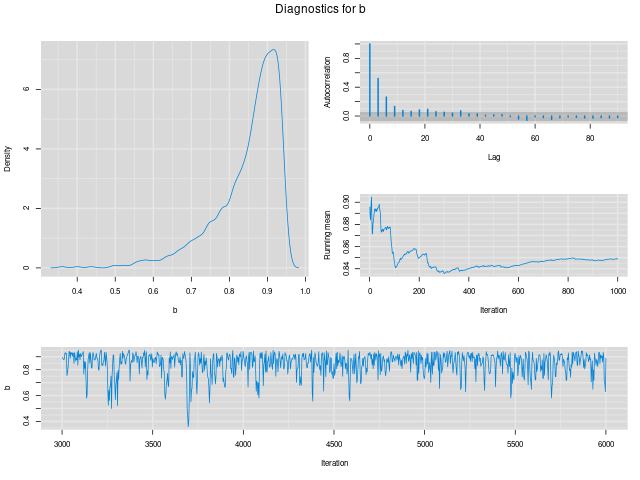 Diagnostics for b
Density
0 2 4 6
0.4 0.5 0.6 0.7 0.8 0.9 1.0
b
Autocorrelation
0.0 0.4 0.8
0 20 40 60 80
Lag
Running mean
0.84 0.86 0.88 0.90
0 200 400 600 800 1000
Iteration
b
0.4 0.6 0.8
3000 3500 4000 4500 5000 5500 6000
Iteration